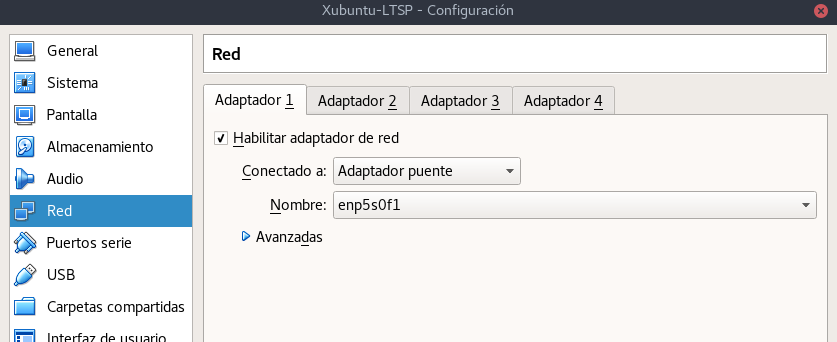 Xubuntu-LTSP - Configuración
General
Sistema
Pantalla
Almacenamiento
Audio
Red
Puertos serie
USB
Carpetas compartidas
Interfaz de usuario
Red
Adaptador 1 Adaptador 2 Adaptador 3 Adaptador 4
Habilitar adaptador de red
Conectado a: Adaptador puente
Nombre: enp5s0f1
Avanzadas